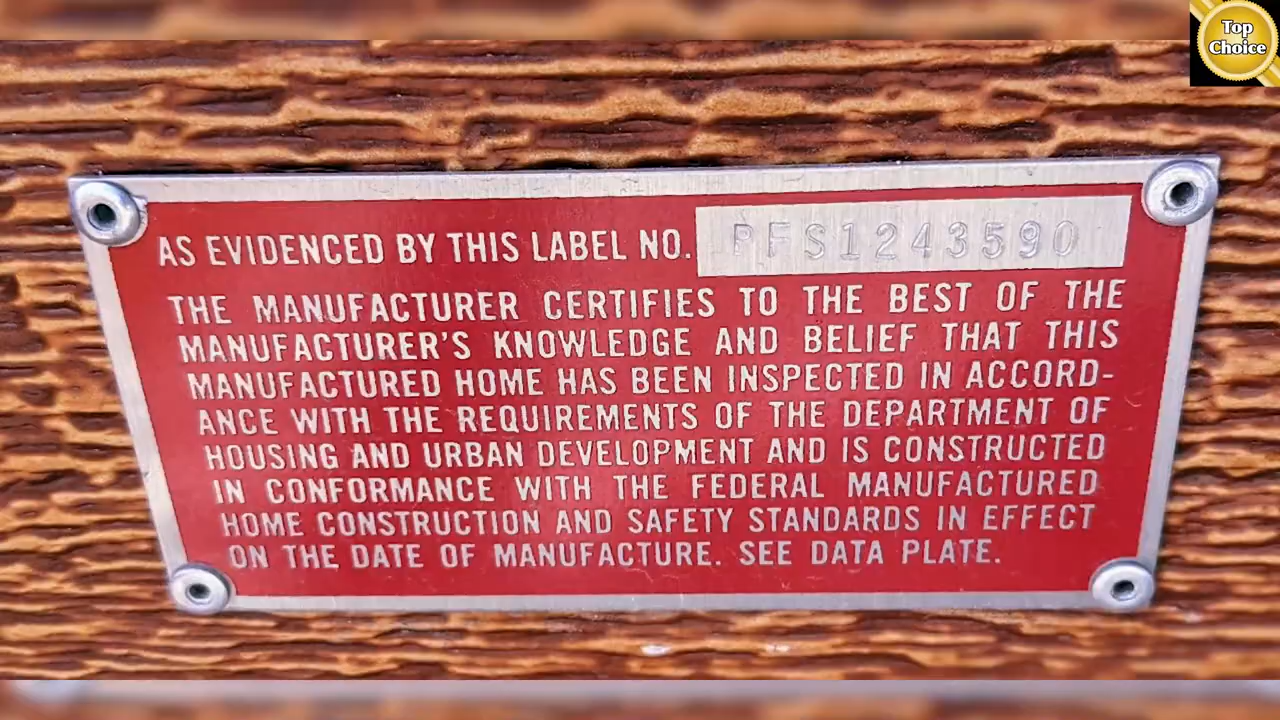 Top
Choice
AS EVIDENCED BY THIS LABEL NO. PFS1243590
THE MANUFACTURER CERTIFIES TO THE BEST OF THE
MANUFACTURER'S KNOWLEDGE AND BELIEF THAT THIS
MANUFACTURED HOME HAS BEEN INSPECTED IN ACCORD-
ANCE WITH THE REQUIREMENTS OF THE DEPARTMENT OF
HOUSING AND URBAN DEVELOPMENT AND IS CONSTRUCTED
IN CONFORMANCE WITH THE FEDERAL MANUFACTURED
HOME CONSTRUCTION AND SAFETY STANDARDS IN EFFECT
ON THE DATE OF MANUFACTURE. SEE DATA PLATE.